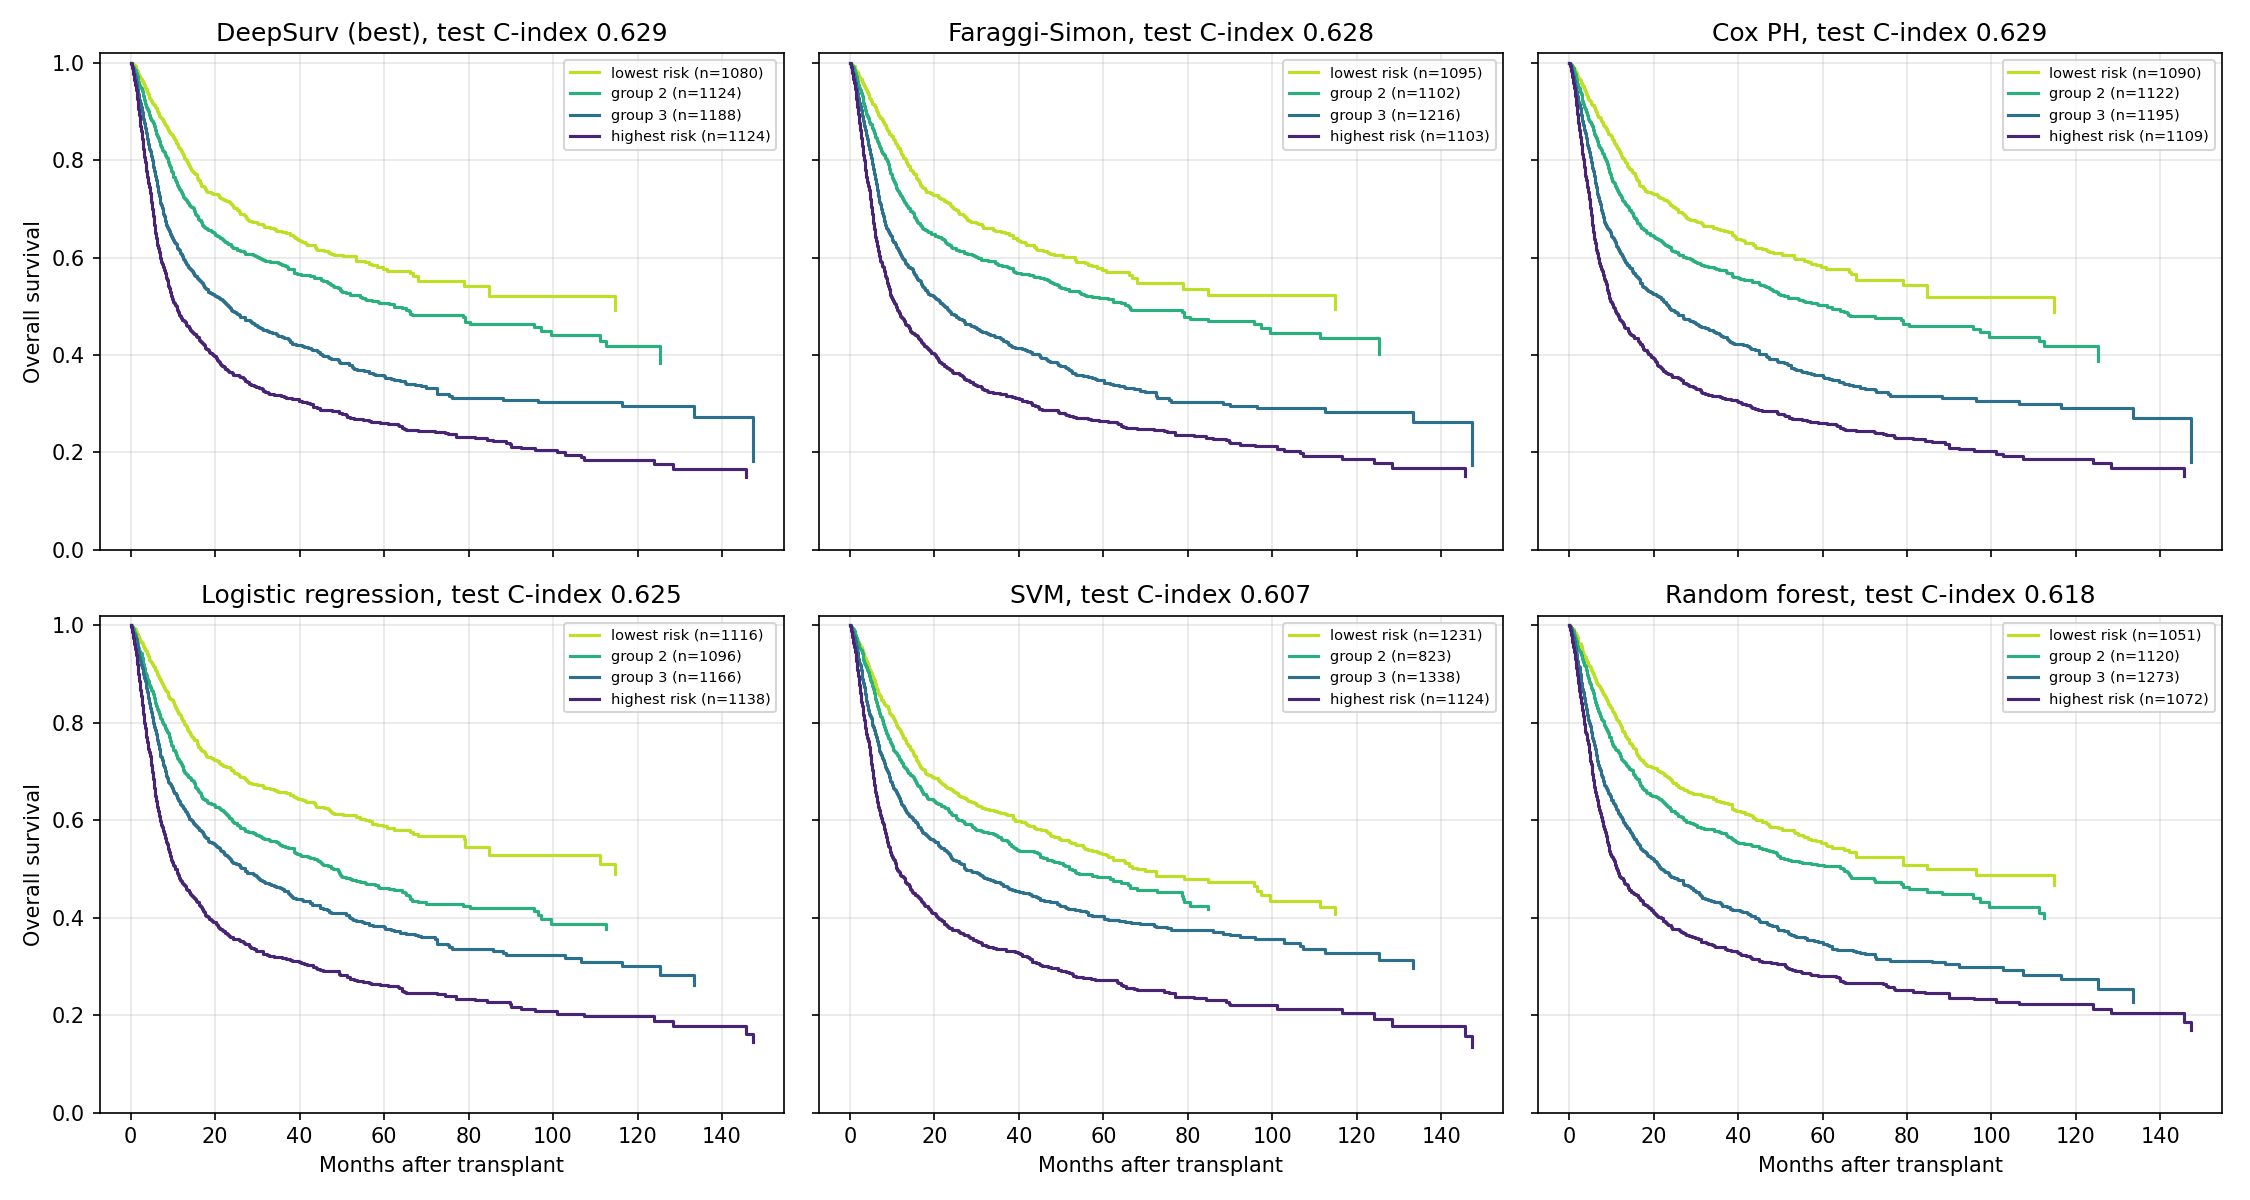 DeepSurv (best), test C-index 0.629
Faraggi-Simon, test C-index 0.628
Cox PH, test C-index 0.629
Overall survival
1.0
0.8
0.6
0.4
0.2
0.0
lowest risk (n=1080)
group 2 (n=1124)
group 3 (n=1188)
highest risk (n=1124)
lowest risk (n=1095)
group 2 (n=1102)
group 3 (n=1216)
highest risk (n=1103)
lowest risk (n=1090)
group 2 (n=1122)
group 3 (n=1195)
highest risk (n=1109)
Logistic regression, test C-index 0.625
SVM, test C-index 0.607
Random forest, test C-index 0.618
Overall survival
1.0
0.8
0.6
0.4
0.2
0.0
lowest risk (n=1116)
group 2 (n=1096)
group 3 (n=1166)
highest risk (n=1138)
lowest risk (n=1231)
group 2 (n=823)
group 3 (n=1338)
highest risk (n=1124)
lowest risk (n=1051)
group 2 (n=1120)
group 3 (n=1273)
highest risk (n=1072)
0 20 40 60 80 100 120 140
0 20 40 60 80 100 120 140
0 20 40 60 80 100 120 140
Months after transplant
Months after transplant
Months after transplant